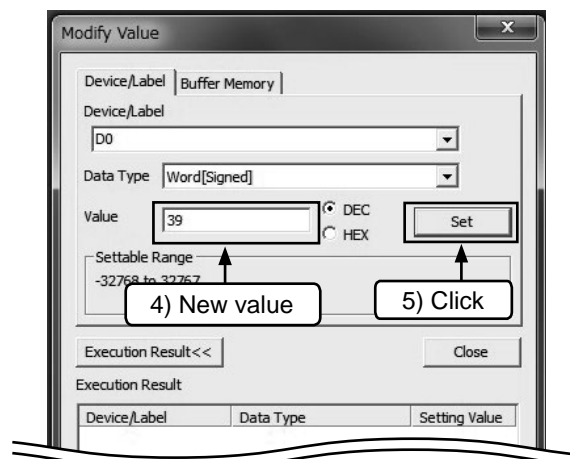 Modify Value
x
Device/Label Buffer Memory
Device/Label
D0
Data Type Word[Signed]
Value 39 DEC Set
HEX
Settable Range
-32768 to 32767
4) New value 5) Click
Execution Result<< Close
Execution Result
Device/Label Data Type Setting Value